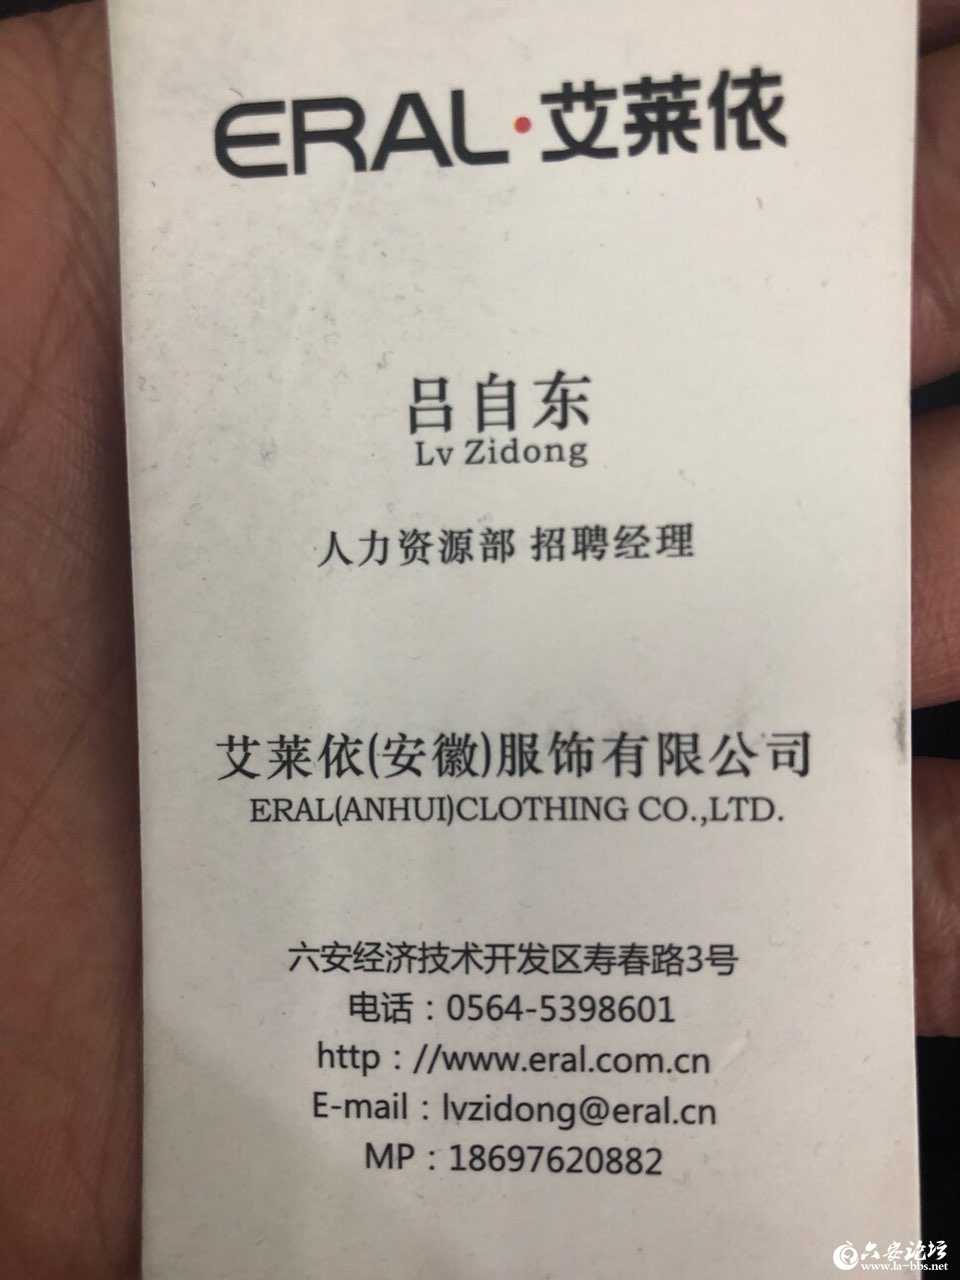 ERAL·艾莱依
吕自东
Lv Zidong
人力资源部 招聘经理
艾莱依(安徽)服饰有限公司
ERAL(ANHUI)CLOTHING CO.,LTD.
六安经济技术开发区寿春路3号
电话：0564-5398601
http：//www.eral.com.cn
E-mail：lvzidong@eral.cn
MP：18697620882
六安论坛
www.la-bbs.net